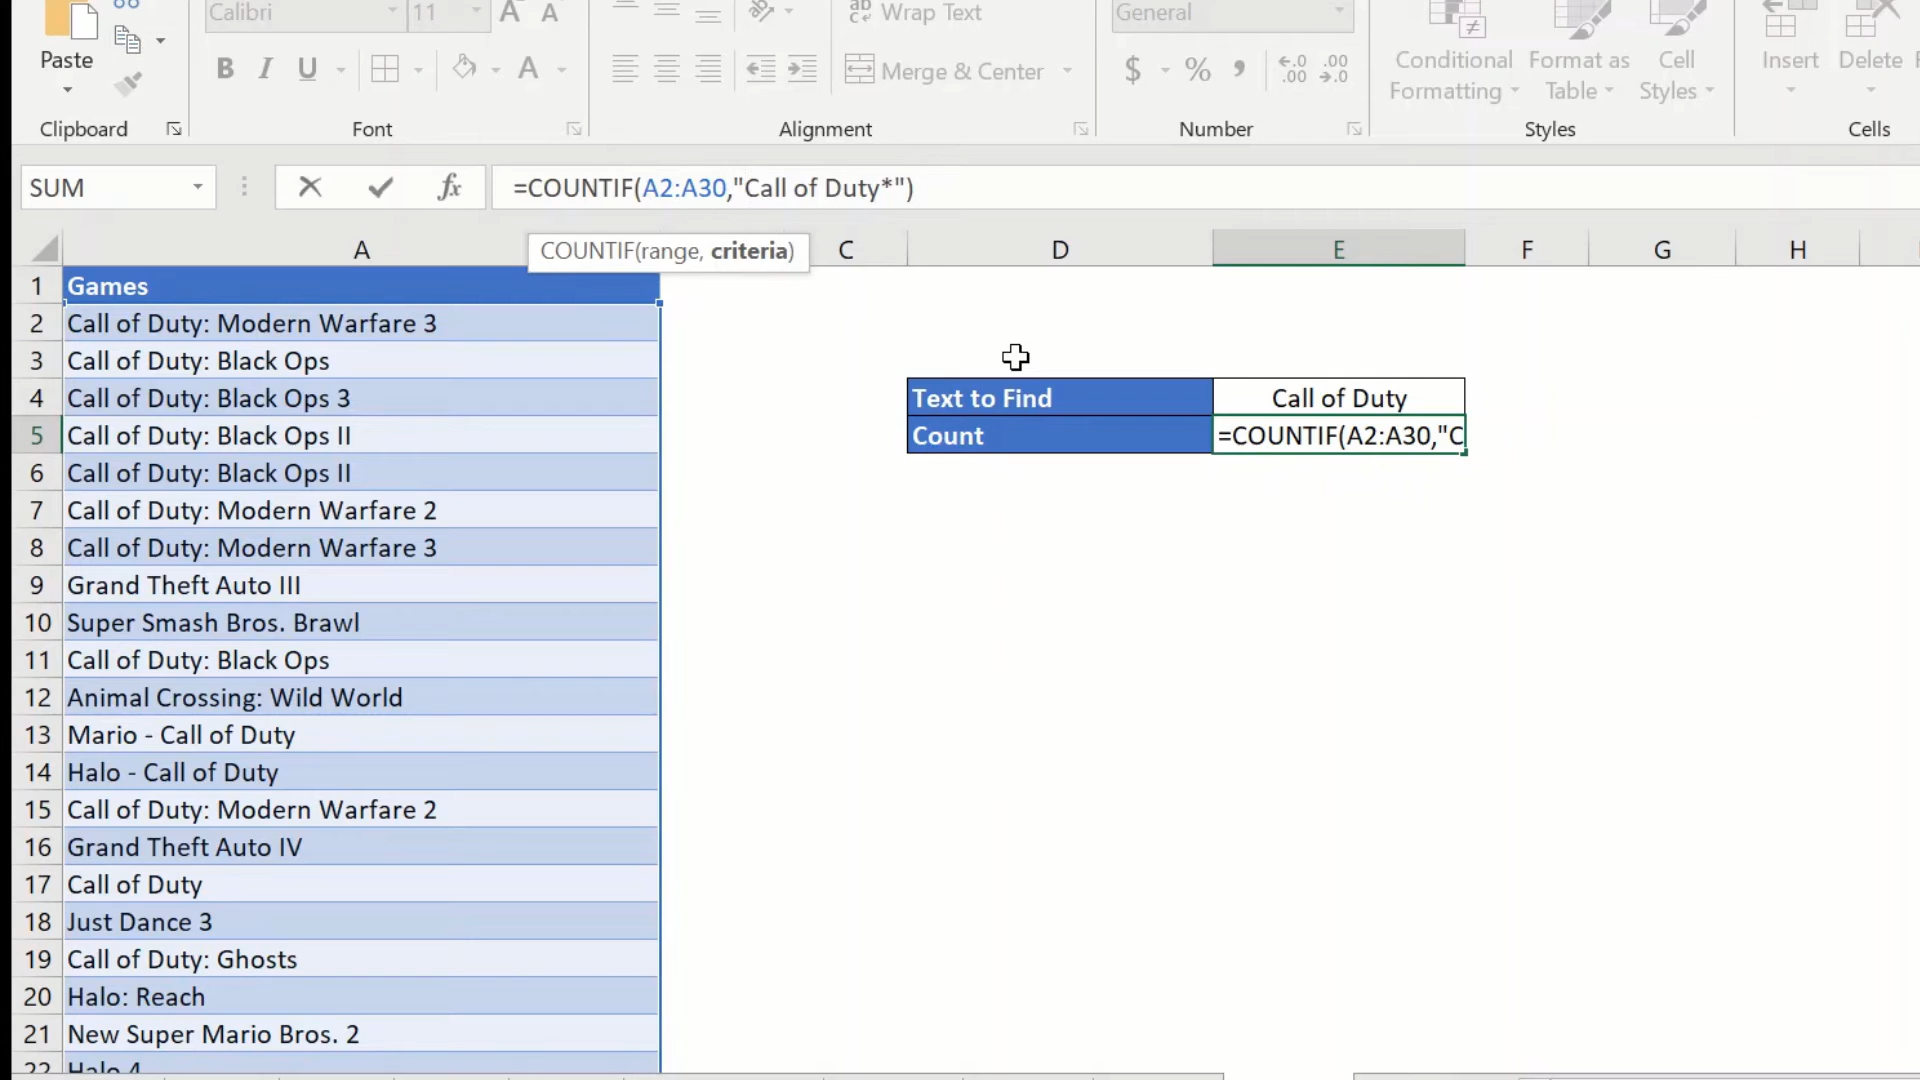 Calibri 11 A A ab Wrap Text General
Paste B I U A Merge & Center $ % , .00 .00 Conditional Formatting Format as Table Cell Styles Insert Delete
Clipboard Font Alignment Number Styles Cells
SUM fx =COUNTIF(A2:A30,"Call of Duty*")
COUNTIF(range, criteria)
A C D E F G H
1 Games
2 Call of Duty: Modern Warfare 3
3 Call of Duty: Black Ops
4 Call of Duty: Black Ops 3 Text to Find Call of Duty
5 Call of Duty: Black Ops II Count =COUNTIF(A2:A30,"C
6 Call of Duty: Black Ops II
7 Call of Duty: Modern Warfare 2
8 Call of Duty: Modern Warfare 3
9 Grand Theft Auto III
10 Super Smash Bros. Brawl
11 Call of Duty: Black Ops
12 Animal Crossing: Wild World
13 Mario - Call of Duty
14 Halo - Call of Duty
15 Call of Duty: Modern Warfare 2
16 Grand Theft Auto IV
17 Call of Duty
18 Just Dance 3
19 Call of Duty: Ghosts
20 Halo: Reach
21 New Super Mario Bros. 2
22 Halo 4